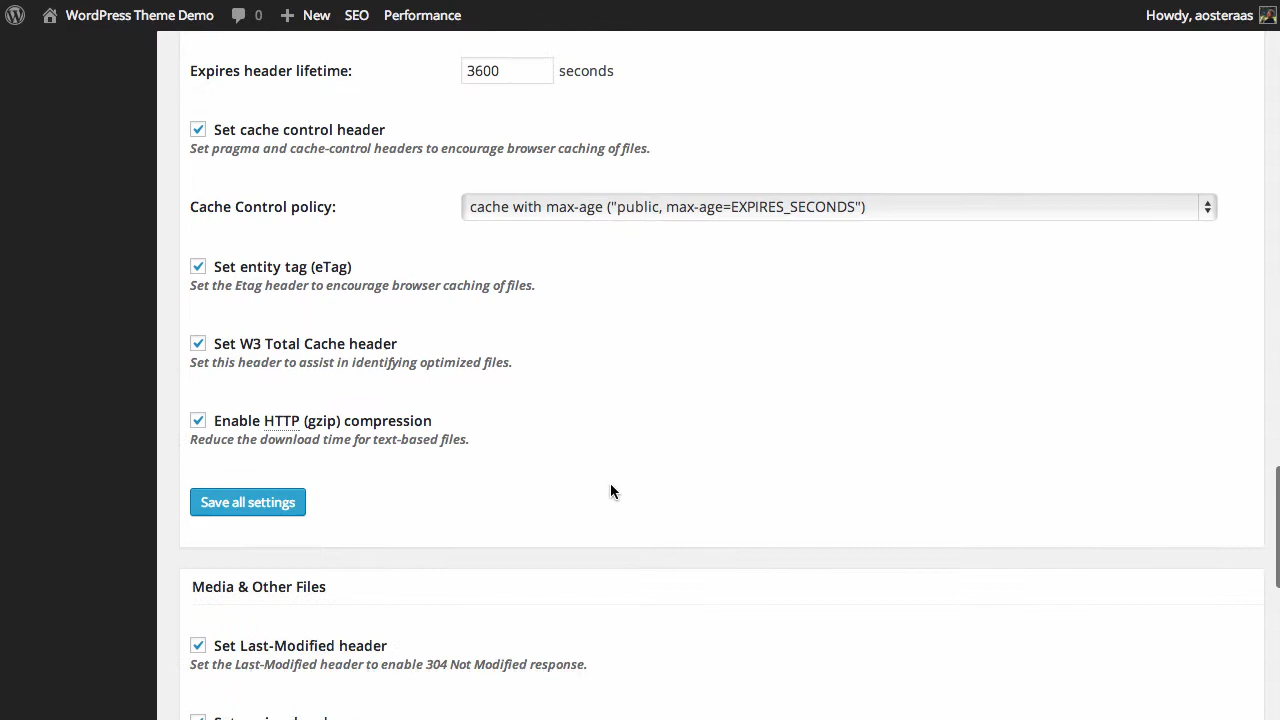 WordPress Theme Demo 0 New SEO Performance Howdy, aosteraas
Expires header lifetime: 3600 seconds
Set cache control header
Set pragma and cache-control headers to encourage browser caching of files.
Cache Control policy: cache with max-age ("public, max-age=EXPIRES_SECONDS")
Set entity tag (eTag)
Set the Etag header to encourage browser caching of files.
Set W3 Total Cache header
Set this header to assist in identifying optimized files.
Enable HTTP (gzip) compression
Reduce the download time for text-based files.
Save all settings
Media & Other Files
Set Last-Modified header
Set the Last-Modified header to enable 304 Not Modified response.